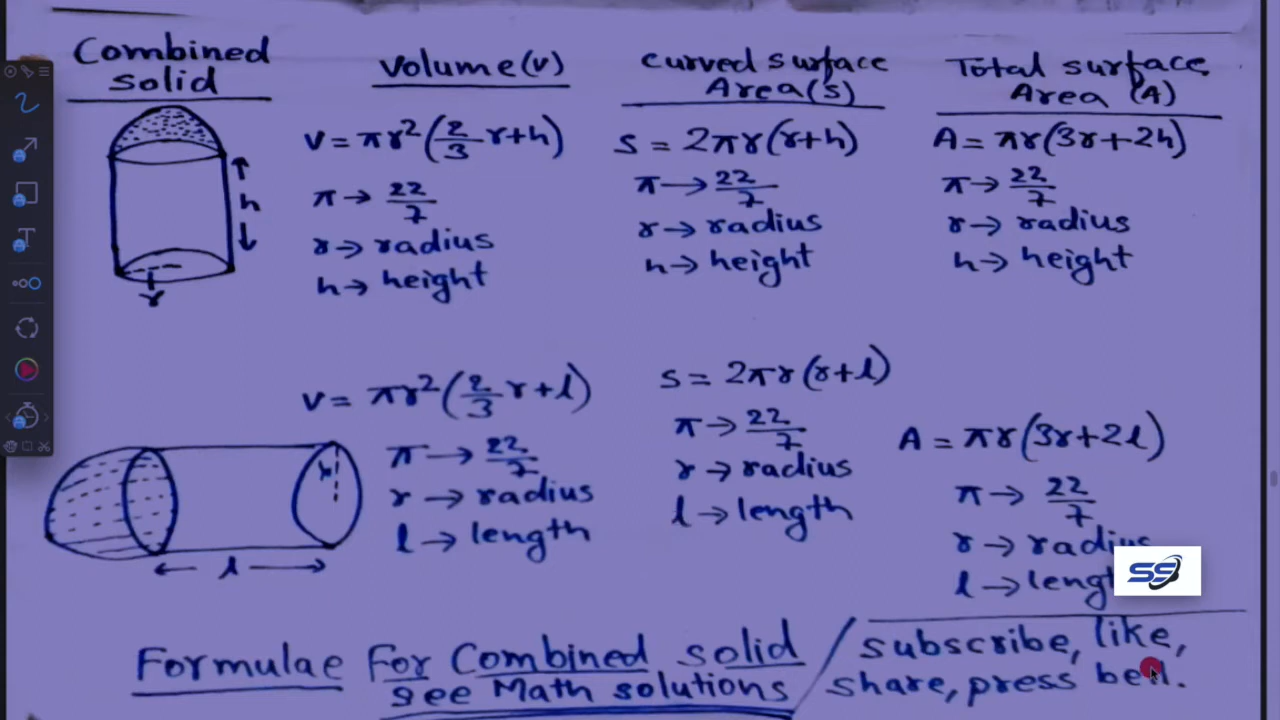 Combined solid
Volume(v)
curved surface Area(s)
Total surface Area (A)
V = πr²(2/3 r+h)
S = 2πr(r+h)
A = πr(3r+2h)
π → 22/7
π → 22/7
π → 22/7
r → radius
r → radius
r → radius
h → height
h → height
h → height
h
r
V = πr²(2/3 r+l)
S = 2πr(r+l)
A = πr(3r+2l)
π → 22/7
π → 22/7
π → 22/7
r → radius
r → radius
r → radius
l → length
l → length
l → lengt
r
← l →
SS
Formulae For Combined solid
see Math solutions
subscribe, like,
share, press bell.